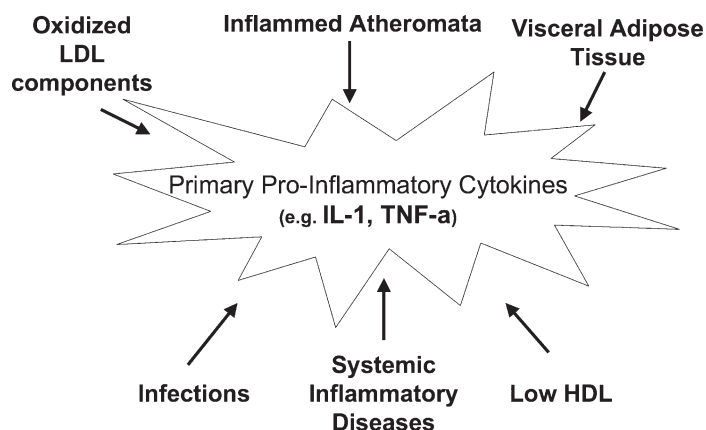 Oxidized
LDL
components
Inflammed Atheromata
Visceral Adipose
Tissue
Primary Pro-Inflammatory Cytokines
(e.g. IL-1, TNF-a)
Infections
Systemic
Inflammatory
Diseases
Low HDL